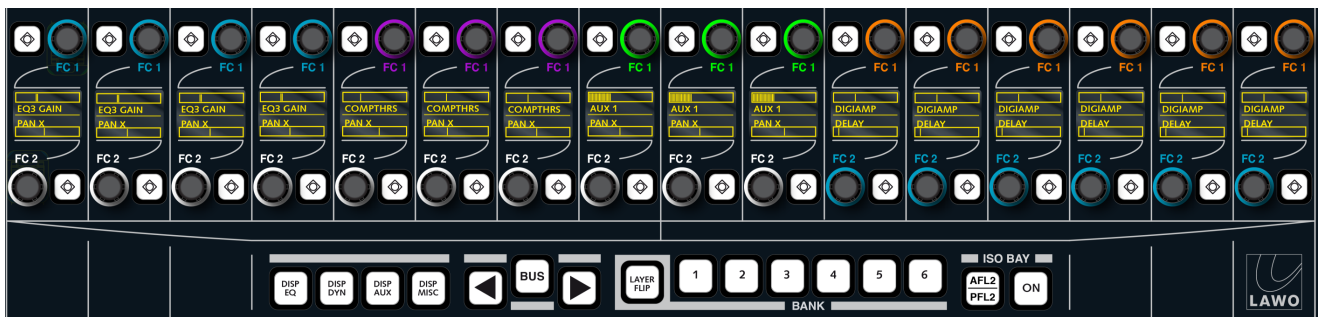 FC 1 FC 1 FC 1 FC 1 FC 1 FC 1 FC 1 FC 1 FC 1 FC 1 FC 1 FC 1 FC 1 FC 1 FC 1 FC 1
EQ3 GAIN EQ3 GAIN EQ3 GAIN EQ3 GAIN COMPTHRS COMPTHRS COMPTHRS AUX 1 AUX 1 AUX 1 DIGIAMP DIGIAMP DIGIAMP DIGIAMP DIGIAMP DIGIAMP
PAN X PAN X PAN X PAN X PAN X PAN X PAN X PAN X PAN X PAN X DELAY DELAY DELAY DELAY DELAY DELAY
FC 2 FC 2 FC 2 FC 2 FC 2 FC 2 FC 2 FC 2 FC 2 FC 2 FC 2 FC 2 FC 2 FC 2 FC 2 FC 2
DISP
EQ
DISP
DYN
DISP
AUX
DISP
MISC
BUS
LAYER
FLIP
1 2 3 4 5 6
BANK
ISO BAY
AFL2
PFL2
ON
LAWO